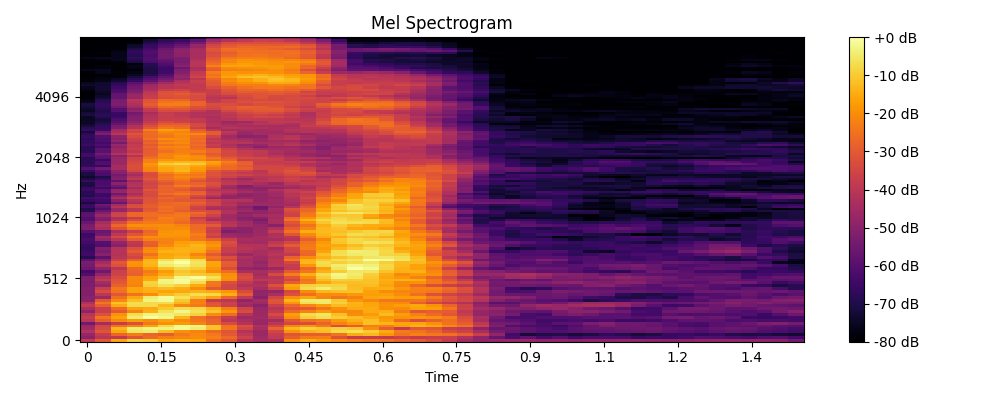 Mel Spectrogram
Hz
4096
2048
1024
512
0
0 0.15 0.3 0.45 0.6 0.75 0.9 1.1 1.2 1.4
Time
+0 dB
-10 dB
-20 dB
-30 dB
-40 dB
-50 dB
-60 dB
-70 dB
-80 dB